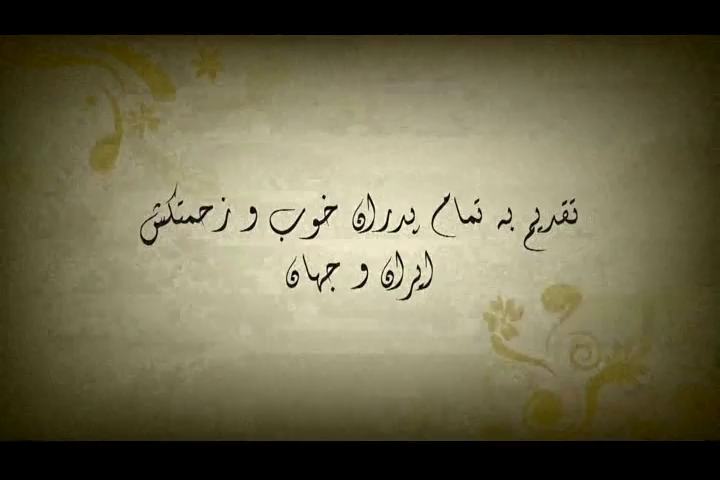 تقدیم به تمام پدران خوب و زحمتکش
ایران و جهان